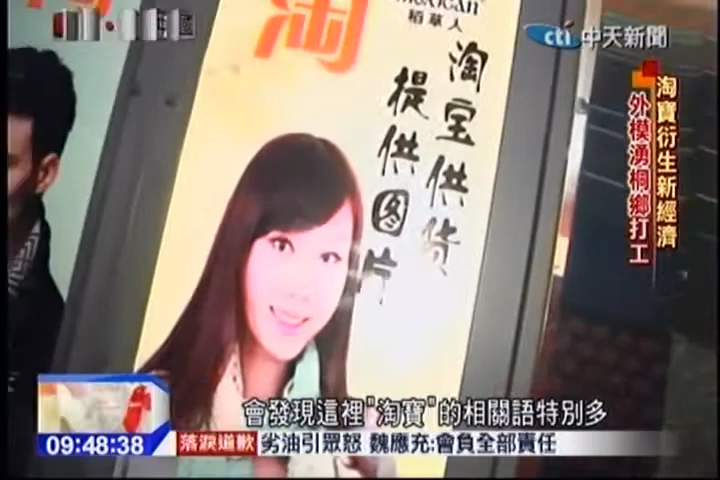 淘
MEXICAN
稻草人
淘宝供货
提供图片
cti 中天新聞
淘寶衍生新經濟
外模湧桐鄉打工
會發現這裡"淘寶"的相關語特別多
09:48:38
落淚道歉 劣油引眾怒 魏應充:會負全部責任